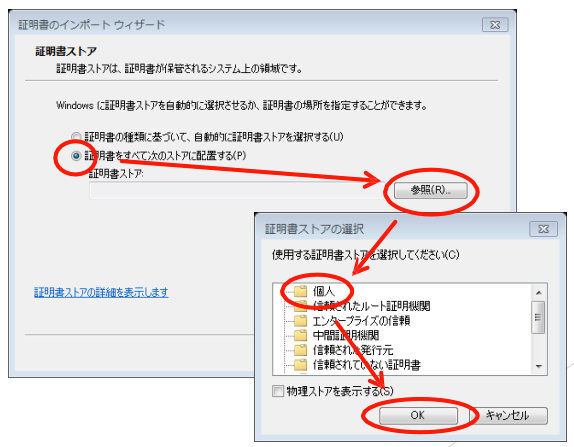 証明書のインポート ウィザード
証明書ストア
証明書ストアは、証明書が保管されるシステム上の領域です。
Windows に証明書ストアを自動的に選択させるか、証明書の場所を指定することができます。
証明書の種類に基づいて、自動的に証明書ストアを選択する(U)
証明書をすべて次のストアに配置する(P)
証明書ストア:
参照(R)...
証明書ストアの詳細を表示します
証明書ストアの選択
使用する証明書ストアを選択してください(C)
個人
信頼されたルート証明機関
エンタープライズの信頼
中間証明機関
信頼された発行元
信頼されていない証明書
物理ストアを表示する(S)
OK
キャンセル